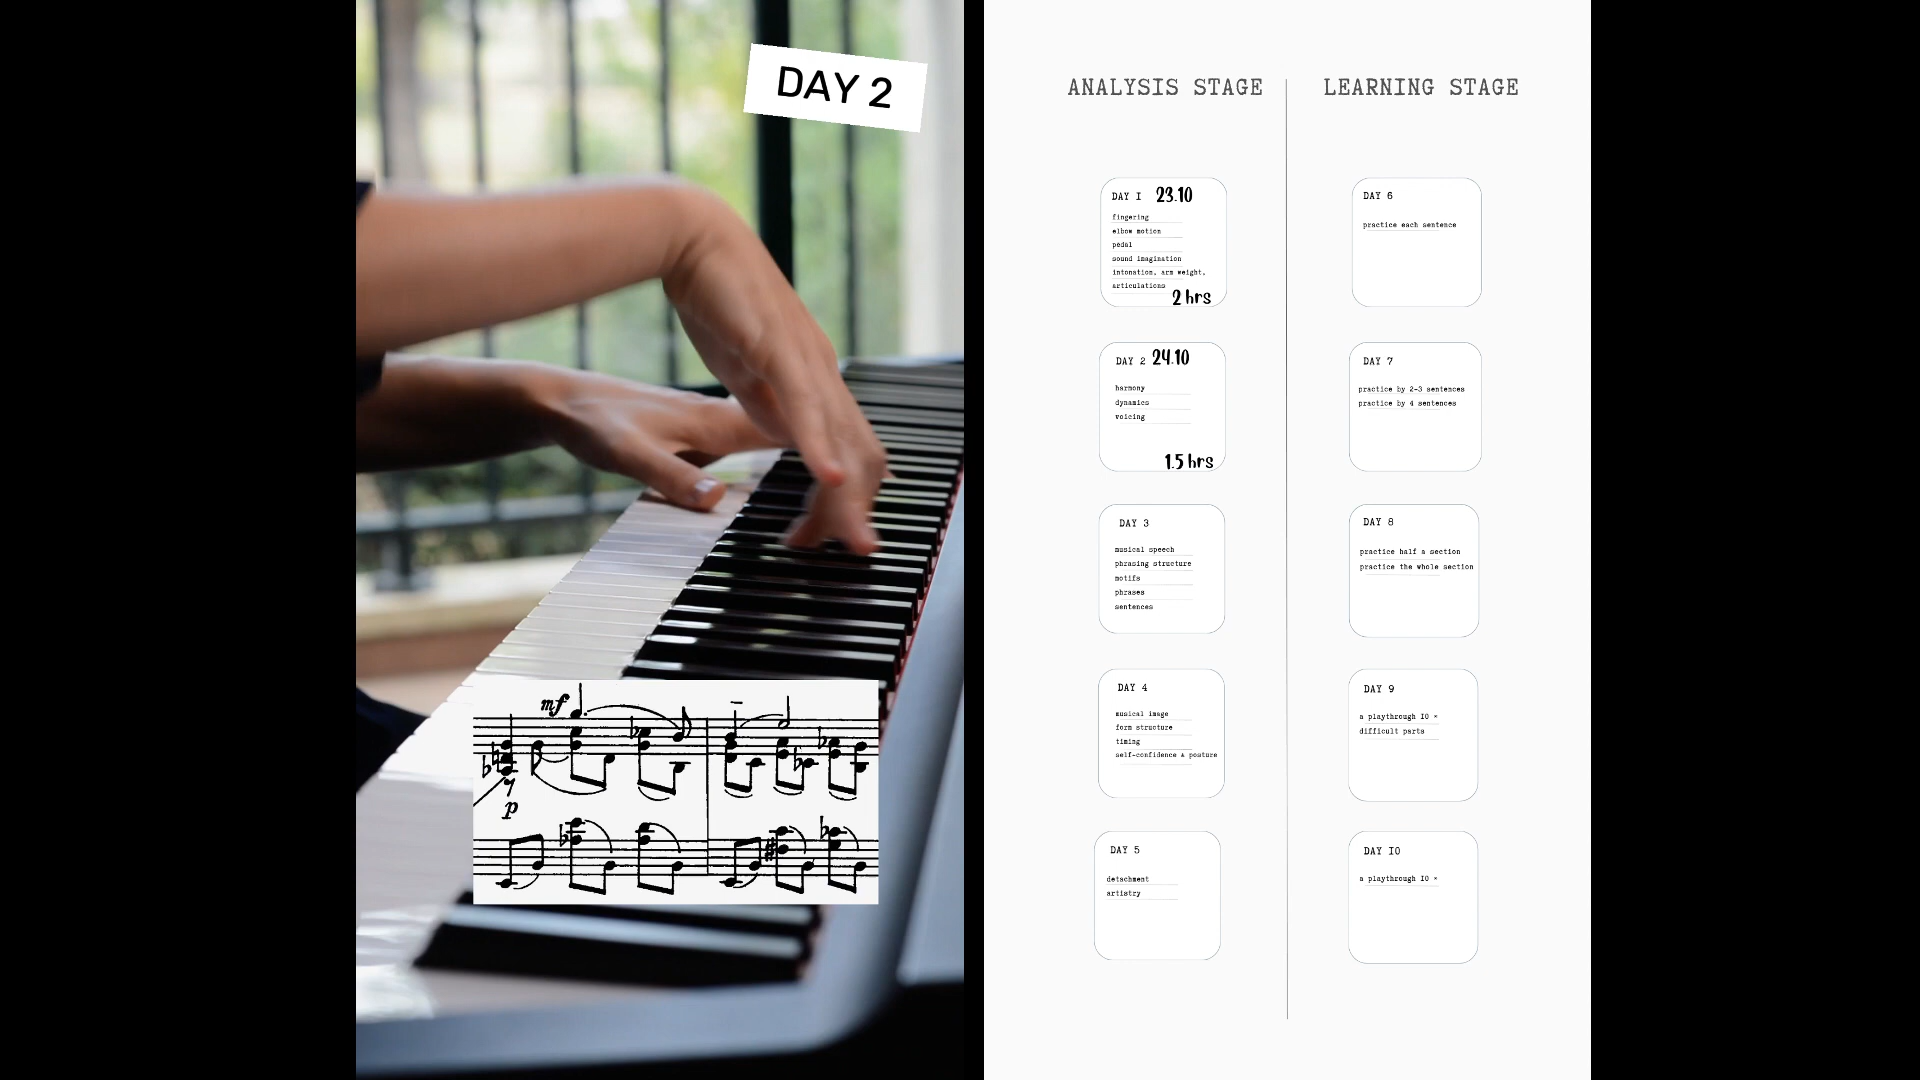 DAY 2
mf
p
ANALYSIS STAGE
DAY 1 23.10
fingering
elbow motion
pedal
sound imagination
intonation, arm weight,
articulations
2 hrs
DAY 2 24.10
harmony
dynamics
voicing
1.5 hrs
DAY 3
musical speech
phrasing structure
motifs
phrases
sentences
DAY 4
musical image
form structure
timing
self-confidence & posture
DAY 5
detachment
artistry
LEARNING STAGE
DAY 6
practice each sentence
DAY 7
practice by 2-3 sentences
practice by 4 sentences
DAY 8
practice half a section
practice the whole section
DAY 9
a playthrough 10 ×
difficult parts
DAY 10
a playthrough 10 ×